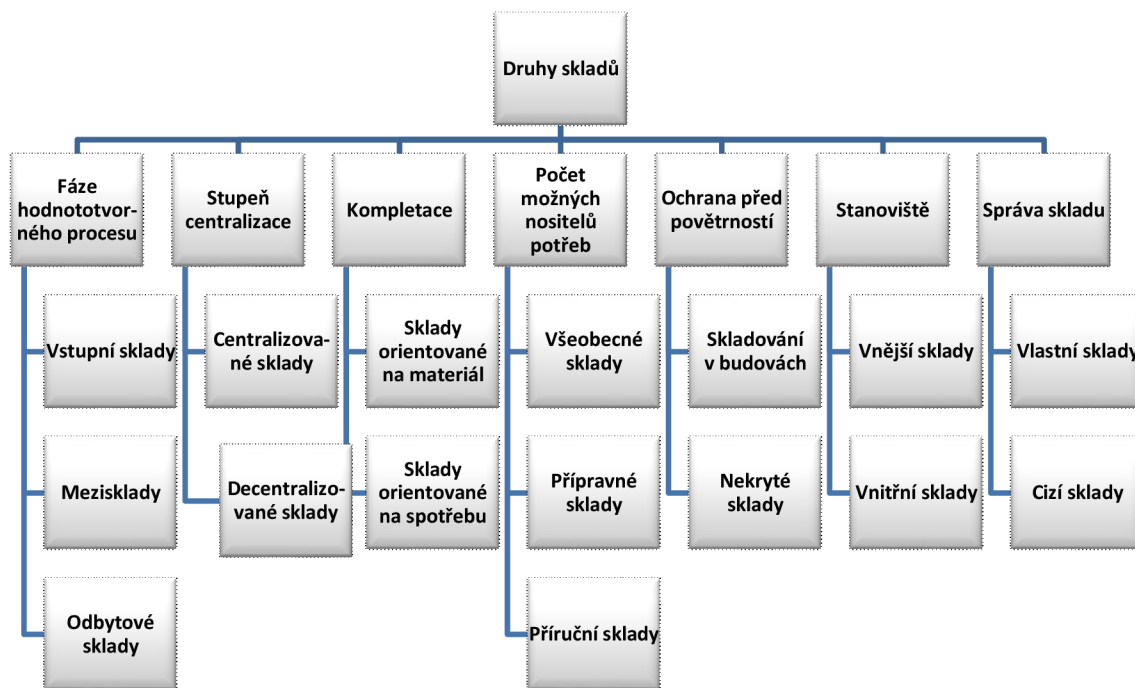 Druhy skladů
Fáze
hodnototvor-
ného procesu
Stupeň
centralizace
Kompletace
Počet
možných
nositelů
potřeb
Ochrana před
povětrností
Stanoviště
Správa skladu
Vstupní sklady
Centralizova-
né sklady
Sklady
orientované
na materiál
Všeobecné
sklady
Skladování
v budovách
Vnější sklady
Vlastní sklady
Mezisklady
Decentralizo-
vané sklady
Sklady
orientované
na spotřebu
Přípravné
sklady
Nekryté
sklady
Vnitřní sklady
Cizí sklady
Odbytové
sklady
Příruční sklady